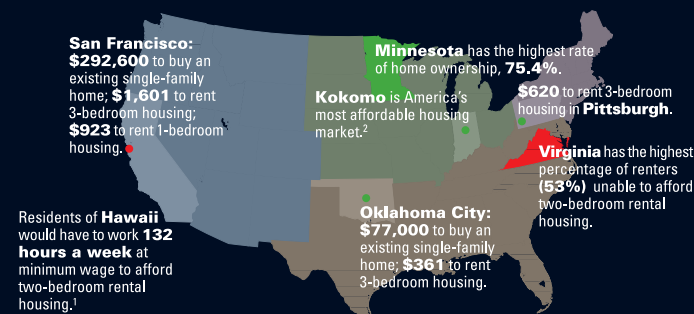 San Francisco:
$292,600 to buy an
existing single-family
home; $1,601 to rent
3-bedroom housing;
$923 to rent 1-bedroom
housing.
Minnesota has the highest rate
of home ownership, 75.4%.
Kokomo is America's
most affordable housing
market.²
$620 to rent 3-bedroom
housing in Pittsburgh.
Virginia has the highest
percentage of renters
(53%) unable to afford
two-bedroom rental
housing.
Residents of Hawaii
would have to work 132
hours a week at
minimum wage to afford
two-bedroom rental
housing.¹
Oklahoma City:
$77,000 to buy an
existing single-family
home; $361 to rent
3-bedroom housing.